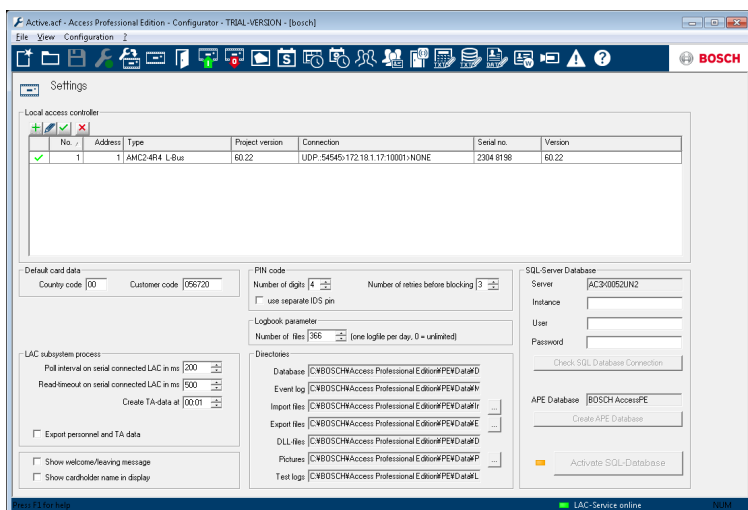 Active.acf - Access Professional Edition - Configurator - TRIAL-VERSION - [bosch]
File View Configuration ?
BOSCH
Settings
Local access controller
No. Address Type Project version Connection Serial no. Version
1 1 AMC2-4R4 L-Bus 60.22 UDP::54545>172.18.1.17:10001>NONE 2304 8198 60.22
Default card data
Country code 00 Customer code 056720
PIN code
Number of digits 4 Number of retries before blocking 3
use separate IDS pin
Logbook parameter
Number of files 366 (one logfile per day, 0 = unlimited)
LAC subsystem process
Poll interval on serial connected LAC in ms 200
Read-timeout on serial connected LAC in ms 500
Create TA-data at 00:01
Export personnel and TA data
Show welcome/leaving message
Show cardholder name in display
Directories
Database C:¥BOSCH¥Access Professional Edition¥PE¥Data¥D
Event log C:¥BOSCH¥Access Professional Edition¥PE¥Data¥M
Import files C:¥BOSCH¥Access Professional Edition¥PE¥Data¥Ir
Export files C:¥BOSCH¥Access Professional Edition¥PE¥Data¥E
DLL-files C:¥BOSCH¥Access Professional Edition¥PE¥Data¥D
Pictures C:¥BOSCH¥Access Professional Edition¥PE¥Data¥P
Test logs C:¥BOSCH¥Access Professional Edition¥PE¥Data¥L
SQL-Server Database
Server AC3X0052UN2
Instance
User
Password
Check SQL Database Connection
APE Database BOSCH AccessPE
Create APE Database
Activate SQL-Database
Press F1 for help
LAC-Service online
NUM